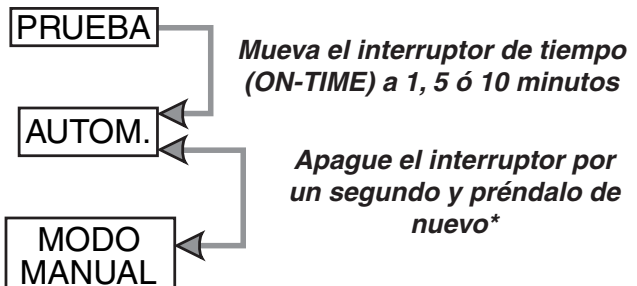 PRUEBA
Mueva el interruptor de tiempo
(ON-TIME) a 1, 5 ó 10 minutos
AUTOM.
Apague el interruptor por
un segundo y préndalo de
nuevo*
MODO
MANUAL